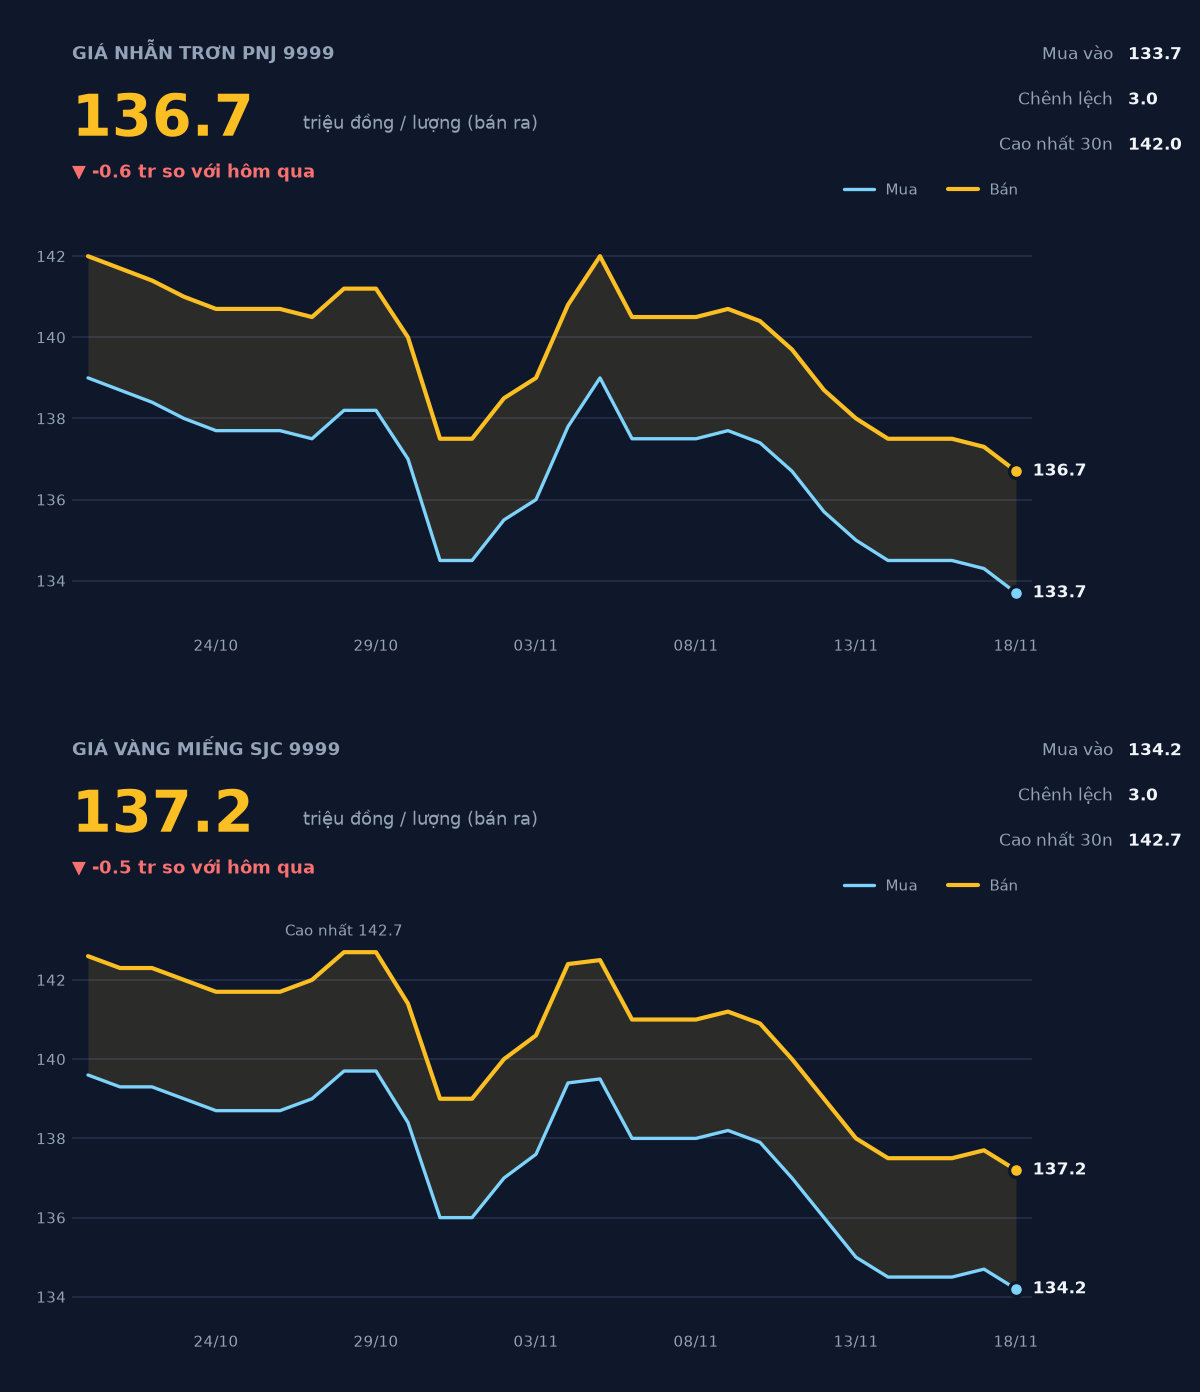 GIÁ NHẪN TRƠN PNJ 9999
136.7 triệu đồng / lượng (bán ra)
▼ -0.6 tr so với hôm qua
Mua vào 133.7
Chênh lệch 3.0
Cao nhất 30n 142.0
Mua Bán
142
140
138
136
134
136.7
133.7
24/10 29/10 03/11 08/11 13/11 18/11
GIÁ VÀNG MIẾNG SJC 9999
137.2 triệu đồng / lượng (bán ra)
▼ -0.5 tr so với hôm qua
Mua vào 134.2
Chênh lệch 3.0
Cao nhất 30n 142.7
Mua Bán
Cao nhất 142.7
142
140
138
136
134
137.2
134.2
24/10 29/10 03/11 08/11 13/11 18/11